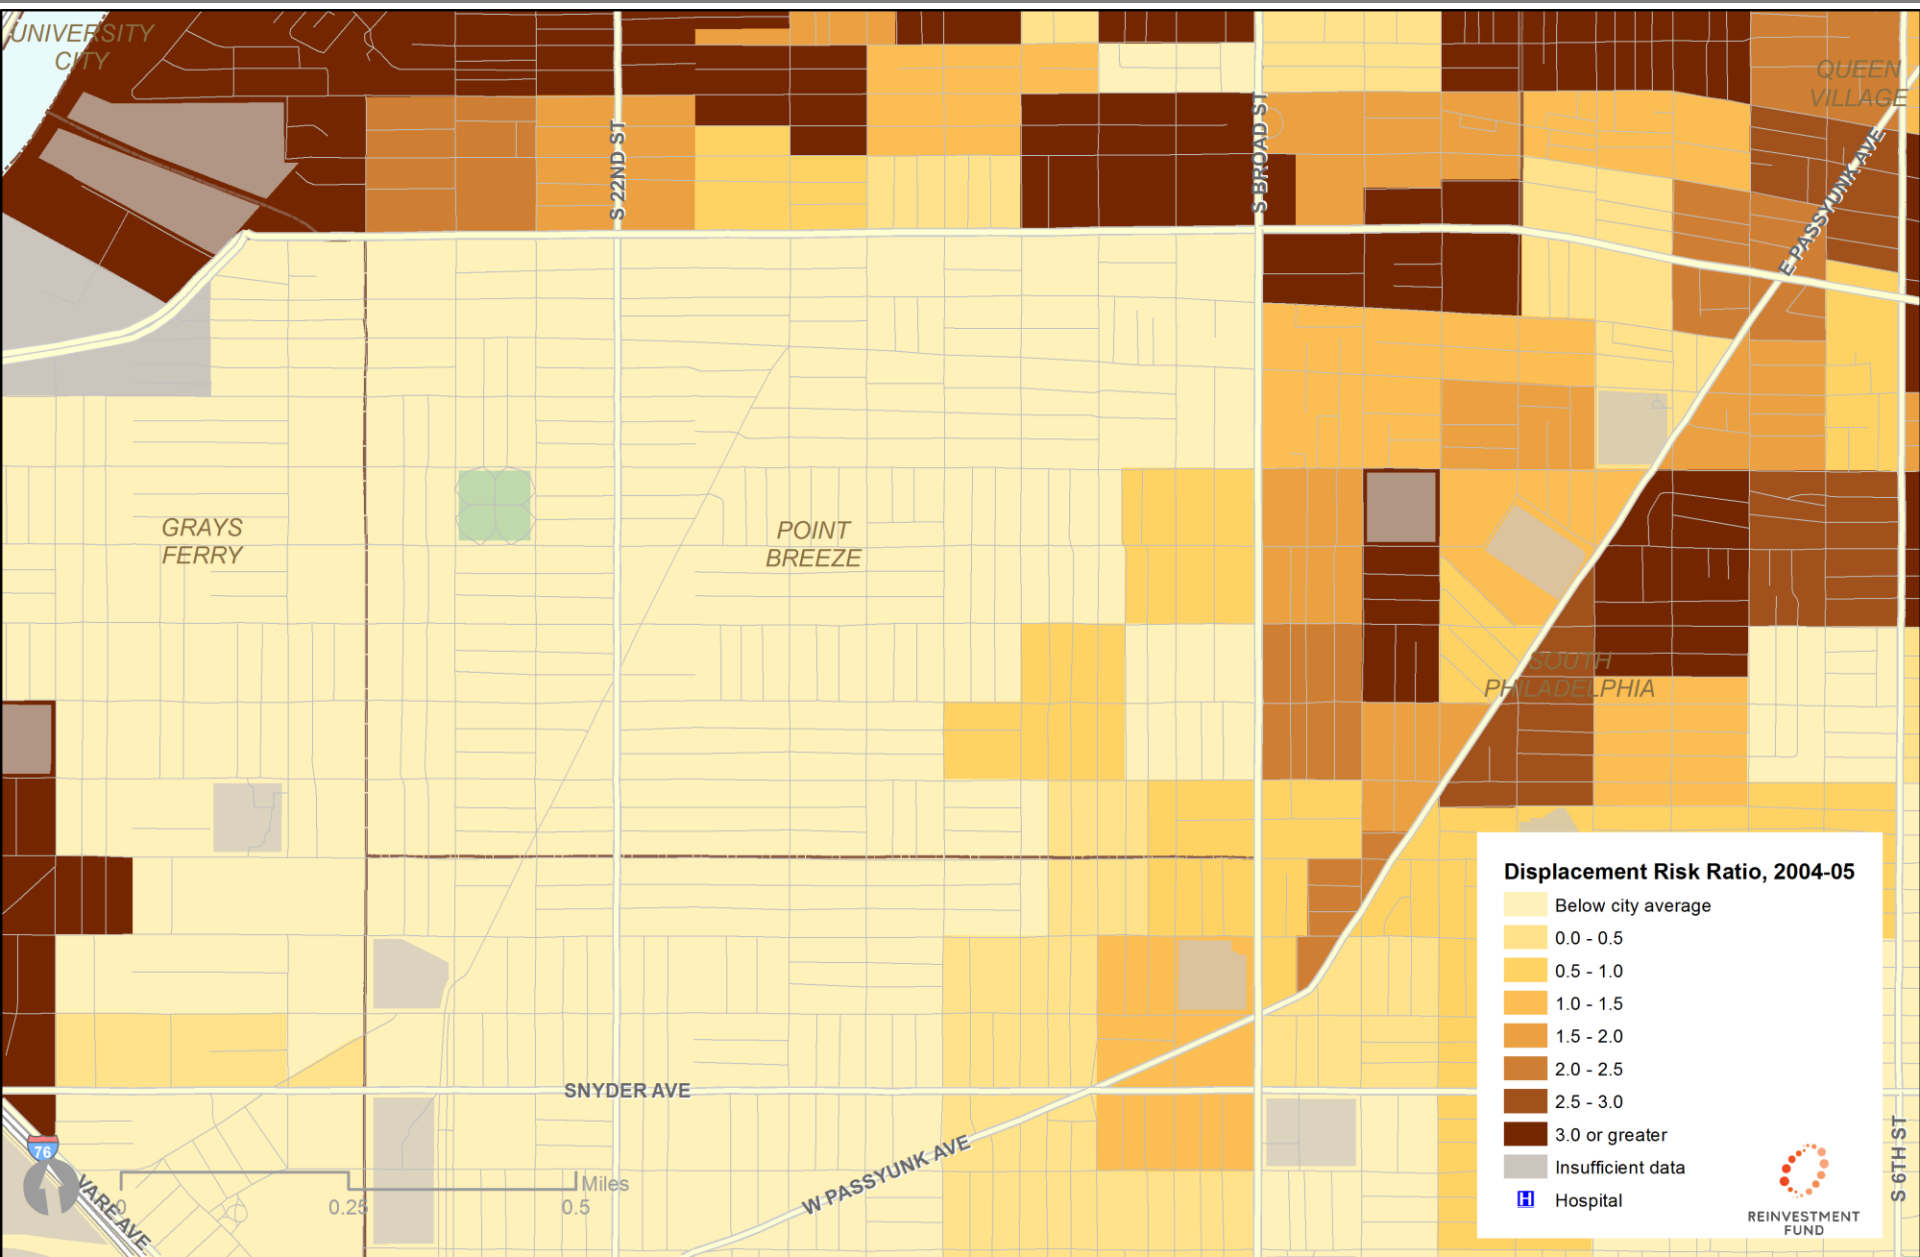 UNIVERSITY
CITY
QUEEN
VILLAGE
S 22ND ST
S BROAD ST
E PASSYUNK AVE
GRAYS
FERRY
POINT
BREEZE
SOUTH
PHILADELPHIA
SNYDER AVE
W PASSYUNK AVE
76
VARE AVE
0
0.25
0.5
Miles
S 6TH ST
Displacement Risk Ratio, 2004-05
Below city average
0.0 - 0.5
0.5 - 1.0
1.0 - 1.5
1.5 - 2.0
2.0 - 2.5
2.5 - 3.0
3.0 or greater
Insufficient data
H Hospital
REINVESTMENT
FUND